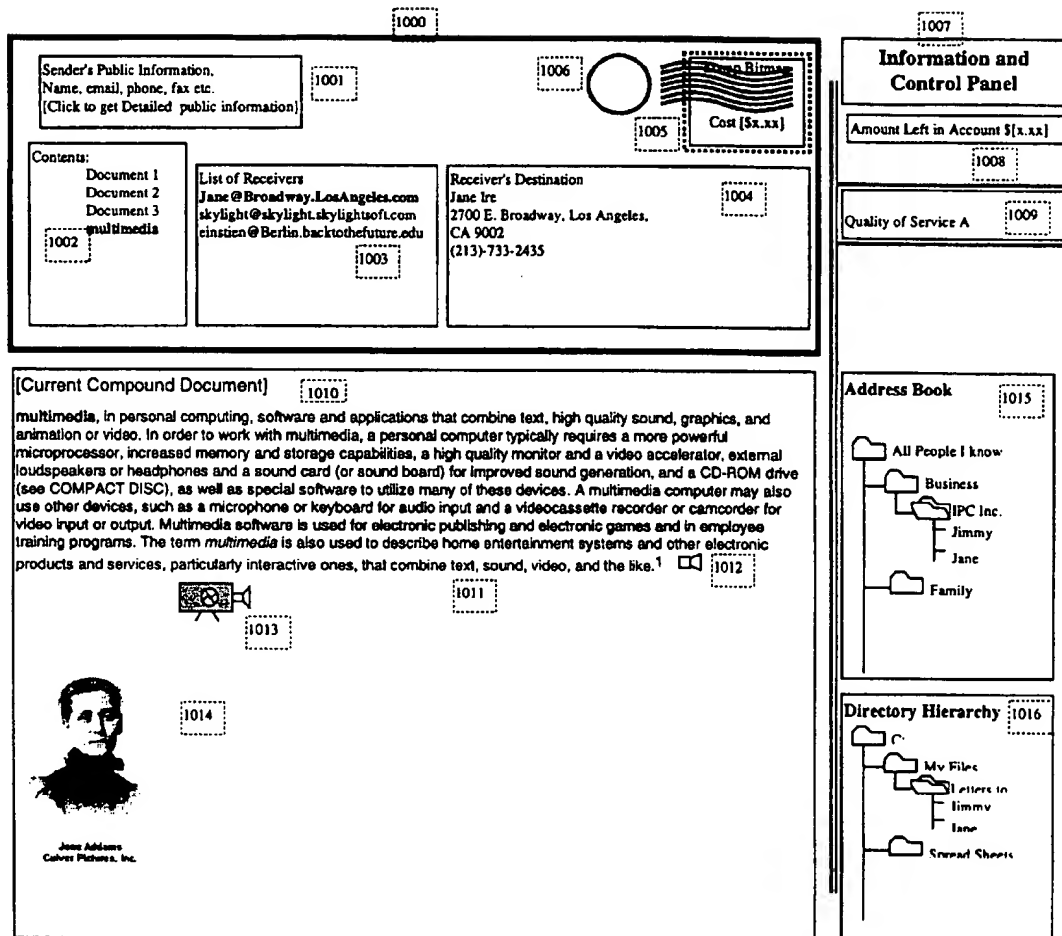 1000
1007
Sender's Public Information,
Name, email, phone, fax etc.
[Click to get Detailed public information]
1001
1006
Bitmap
Cost [$x.xx]
1005
Information and
Control Panel
Amount Left in Account $[x.xx]
1008
Quality of Service A
1009
Contents:
Document 1
Document 2
Document 3
multimedia
1002
List of Receivers
Jane@Broadway.LosAngeles.com
skylight@skylight.skylightsoft.com
einstien@Berlin.backtothefuture.edu
1003
Receiver's Destination
Jane Ire
2700 E. Broadway, Los Angeles,
CA 9002
(213)-733-2435
1004
[Current Compound Document]
1010
multimedia, in personal computing, software and applications that combine text, high quality sound, graphics, and
animation or video. In order to work with multimedia, a personal computer typically requires a more powerful
microprocessor, increased memory and storage capabilities, a high quality monitor and a video accelerator, external
loudspeakers or headphones and a sound card (or sound board) for improved sound generation, and a CD-ROM drive
(see COMPACT DISC), as well as special software to utilize many of these devices. A multimedia computer may also
use other devices, such as a microphone or keyboard for audio input and a videocassette recorder or camcorder for
video input or output. Multimedia software is used for electronic publishing and electronic games and in employee
training programs. The term multimedia is also used to describe home entertainment systems and other electronic
products and services, particularly interactive ones, that combine text, sound, video, and the like.1
1012
1011
1013
1014
Jane Addams
Culver Pictures, Inc.
Address Book
1015
All People I know
Business
IPC Inc.
Jimmy
Jane
Family
Directory Hierarchy
1016
C:
My Files
Letters to
Jimmy
Jane
Spread Sheets